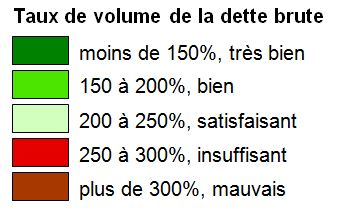 Taux de volume de la dette brute
moins de 150%, très bien
150 à 200%, bien
200 à 250%, satisfaisant
250 à 300%, insuffisant
plus de 300%, mauvais